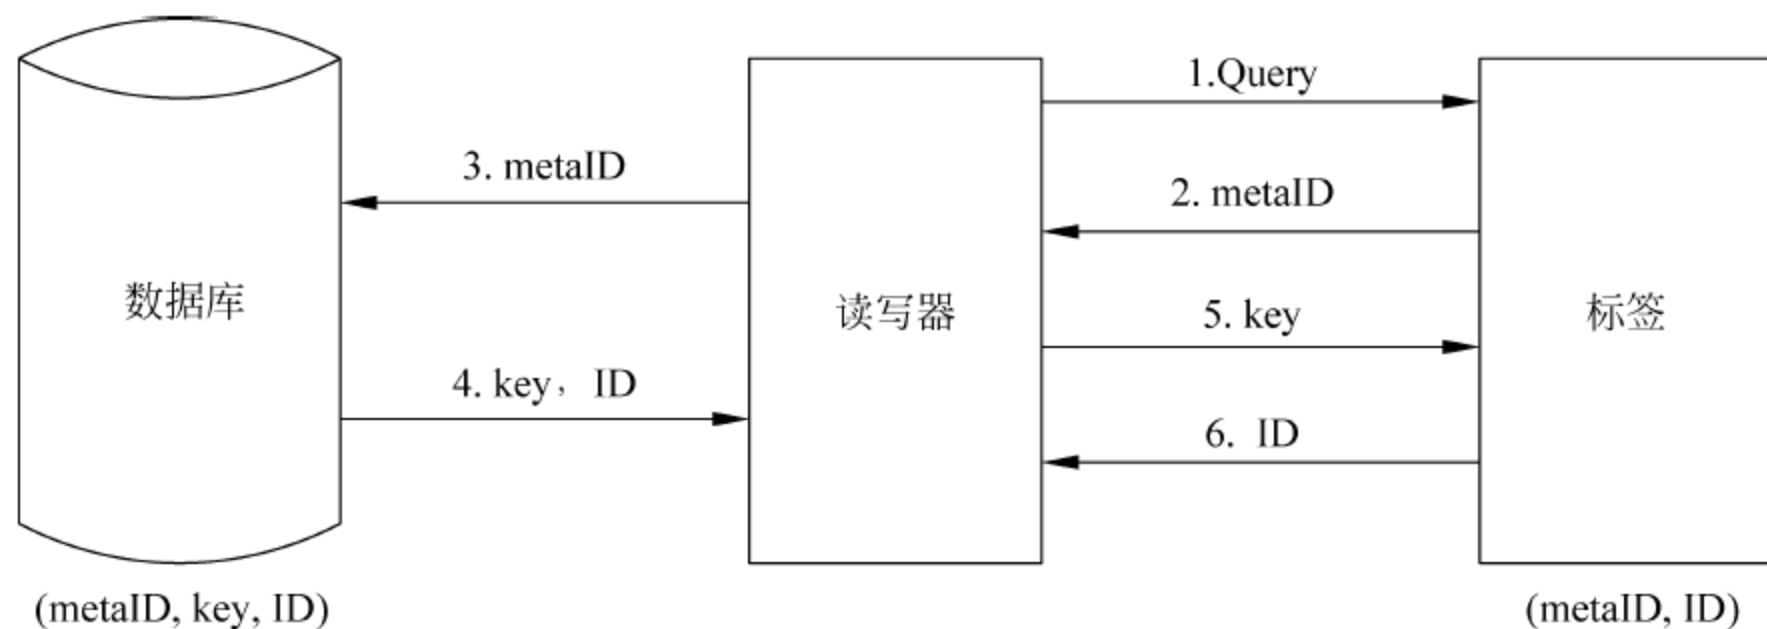 1.Query
3. metaID
2. metaID
数据库
读写器
5. key
标签
4. key， ID
6. ID
(metaID, key, ID)
(metaID, ID)